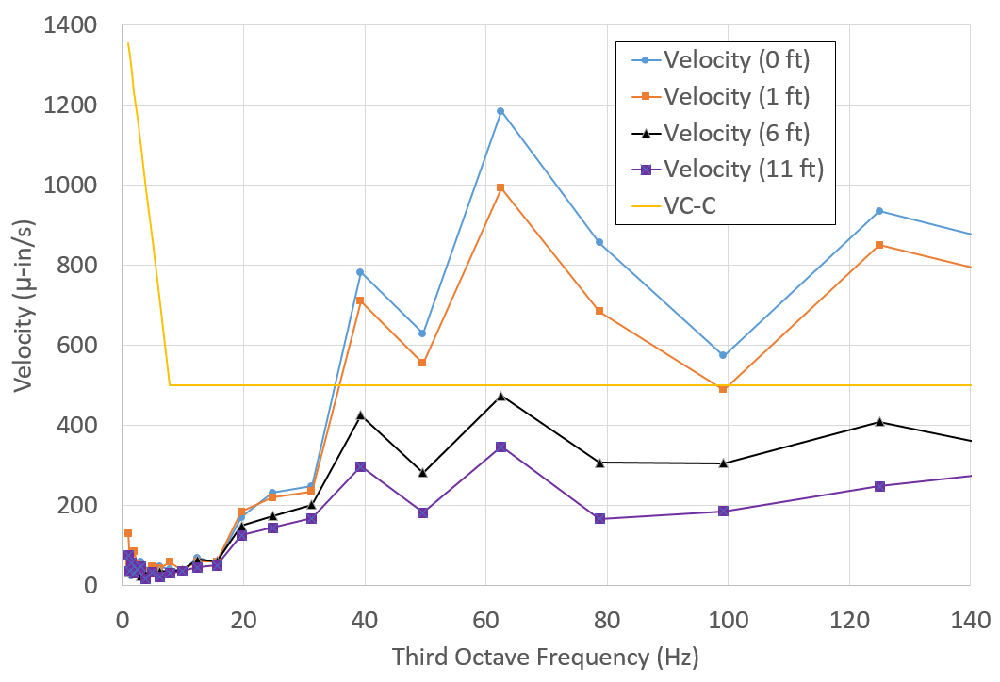 1400
1200
1000
800
600
400
200
0
Velocity (μ-in/s)
Velocity (0 ft)
Velocity (1 ft)
Velocity (6 ft)
Velocity (11 ft)
VC-C
0 20 40 60 80 100 120 140
Third Octave Frequency (Hz)